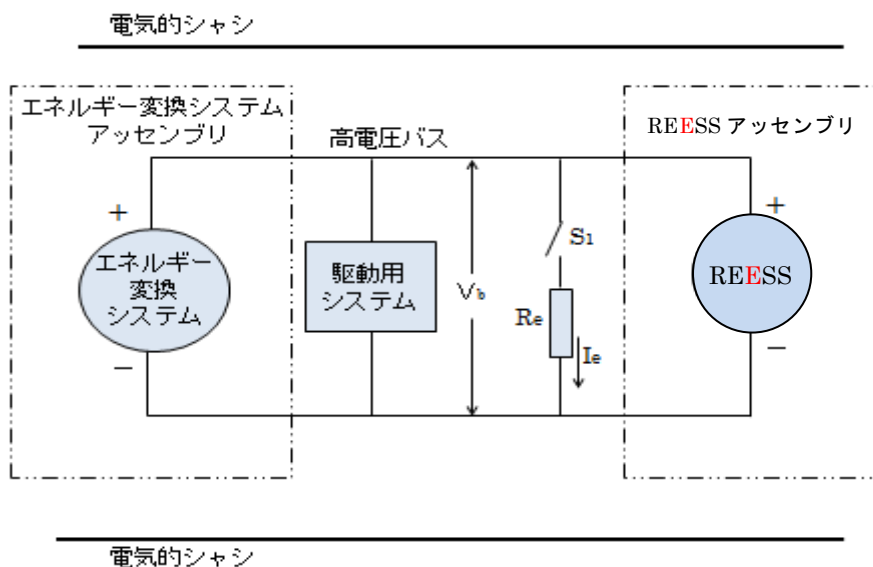 電気的シャシ
エネルギー変換システム
アッセンブリ
高電圧バス
REESS アッセンブリ
+
エネルギー
変換
システム
−
駆動用
システム
Vb
S1
Re
Ie
+
REESS
−
電気的シャシ